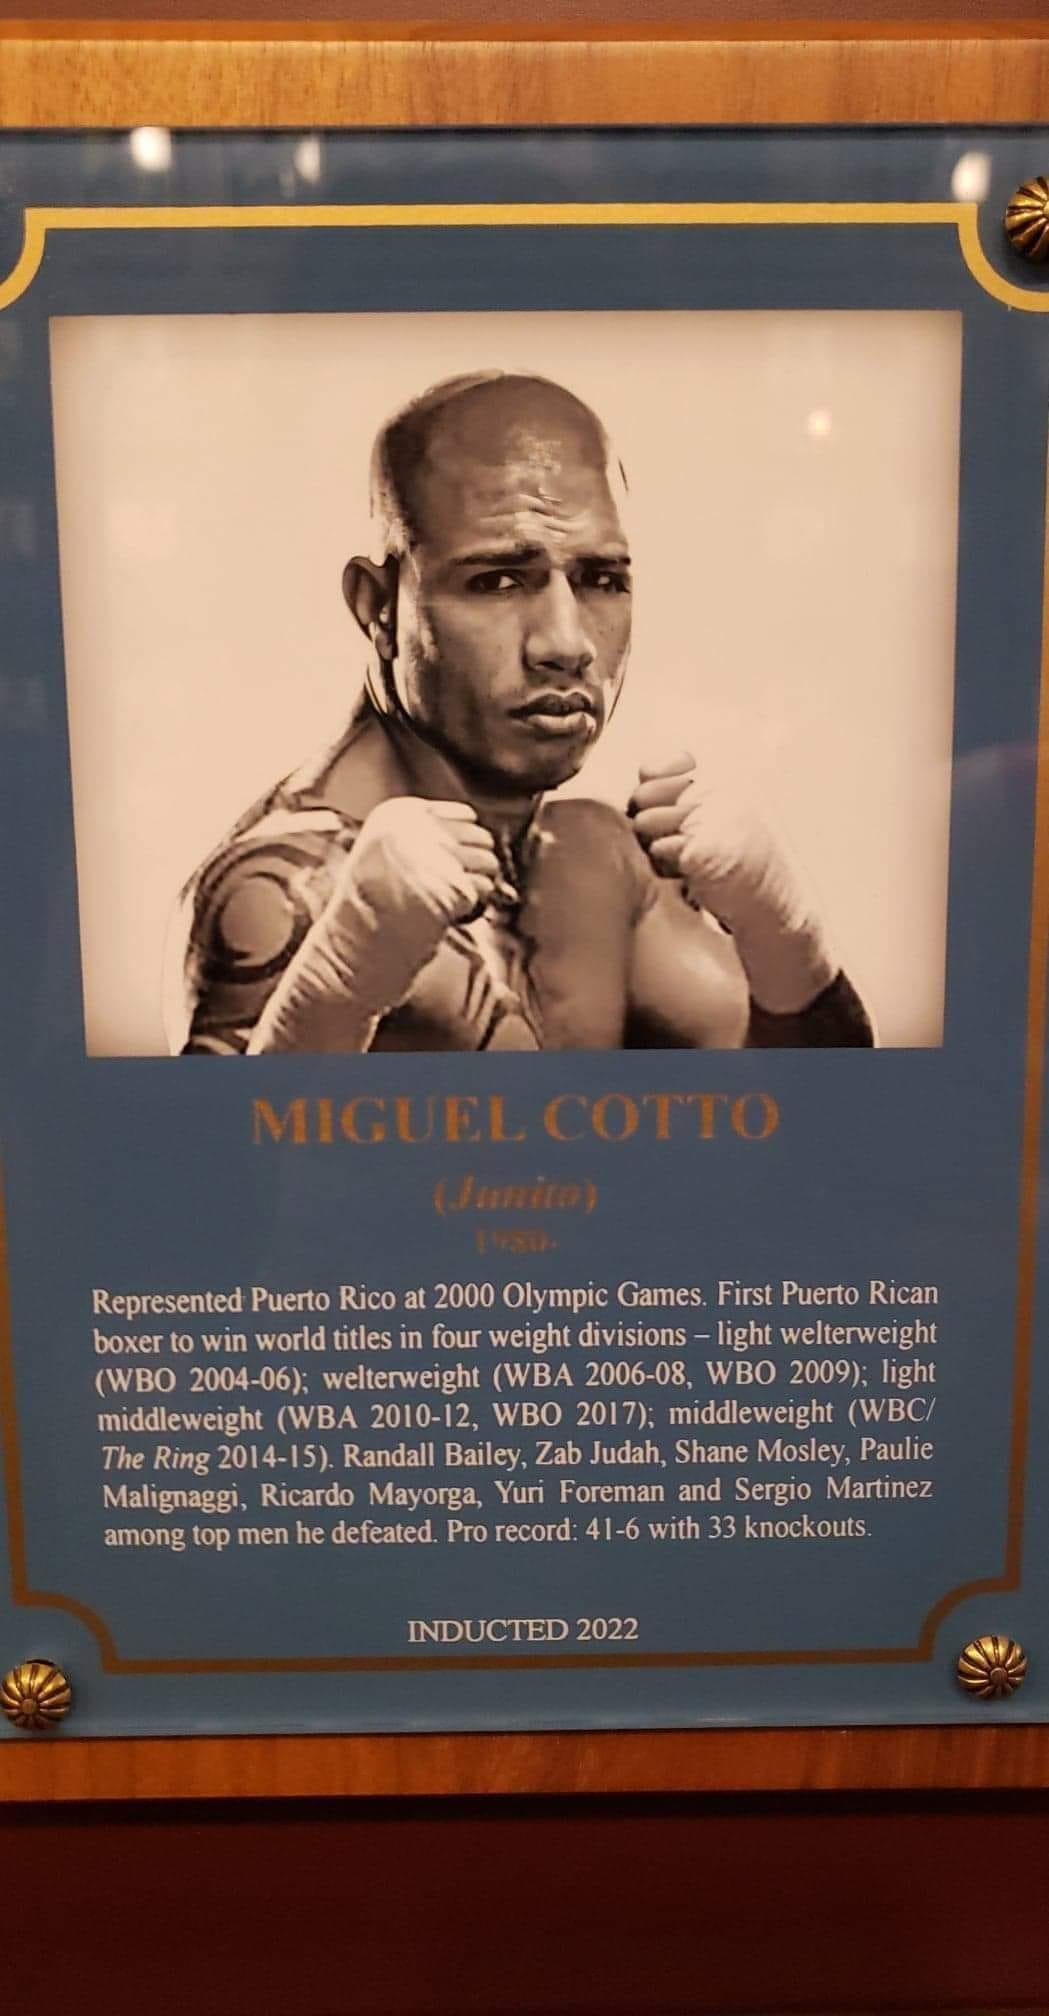 MIGUEL COTTO
(Junito)
1980-
Represented Puerto Rico at 2000 Olympic Games. First Puerto Rican
boxer to win world titles in four weight divisions – light welterweight
(WBO 2004-06); welterweight (WBA 2006-08, WBO 2009); light
middleweight (WBA 2010-12, WBO 2017); middleweight (WBC/
The Ring 2014-15). Randall Bailey, Zab Judah, Shane Mosley, Paulie
Malignaggi, Ricardo Mayorga, Yuri Foreman and Sergio Martinez
among top men he defeated. Pro record: 41-6 with 33 knockouts.
INDUCTED 2022